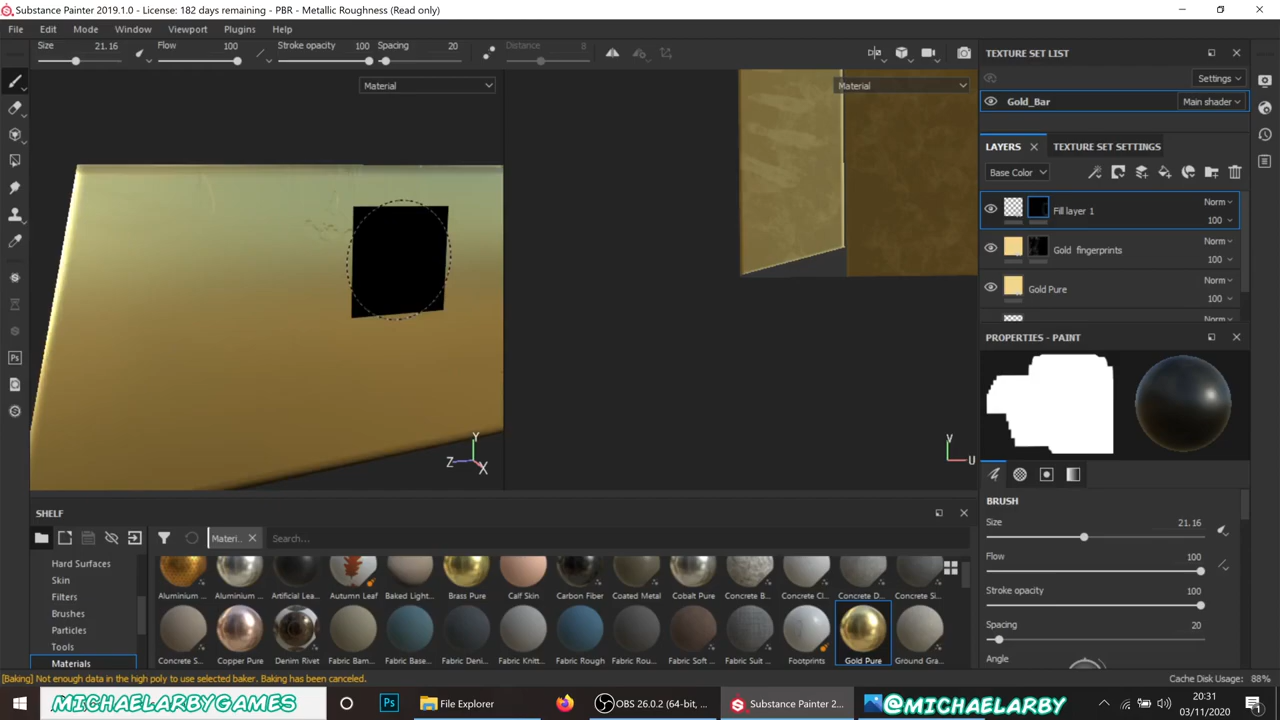 Substance Painter 2019.1.0 - License: 182 days remaining - PBR - Metallic Roughness (Read only)
File Edit Mode Window Viewport Plugins Help
Size 21.16 Flow 100 Stroke opacity 100 Spacing 20 Distance 8
TEXTURE SET LIST
Material
Material
Settings
Gold_Bar Main shader
LAYERS TEXTURE SET SETTINGS
Base Color
Norm
Fill layer 1
100
Norm
Gold_fingerprints
100
Norm
Gold Pure
100
Norm
PROPERTIES - PAINT
Y
Z X
V
U
BRUSH
Size 21.16
Flow 100
Stroke opacity 100
Spacing 20
Angle
SHELF
Materi...
Search...
Hard Surfaces
Skin
Filters
Brushes
Particles
Tools
Materials
Aluminium ... Aluminium ... Artificial Lea... Autumn Leaf Baked Light... Brass Pure Calf Skin Carbon Fiber Coated Metal Cobalt Pure Concrete B... Concrete Cl... Concrete D... Concrete Si...
Concrete S... Copper Pure Denim Rivet Fabric Bam... Fabric Base... Fabric Deni... Fabric Knitt... Fabric Rough Fabric Rou... Fabric Soft ... Fabric Suit ... Footprints Gold Pure Ground Gra...
[Baking] Not enough data in the high poly to use selected baker. Baking has been canceled.
Cache Disk Usage: 88%
MICHAELARBYGAMES
Ps
File Explorer
OBS 26.0.2 (64-bit, ...
Substance Painter 2...
@MICHAELARBY
20:31
03/11/2020
1